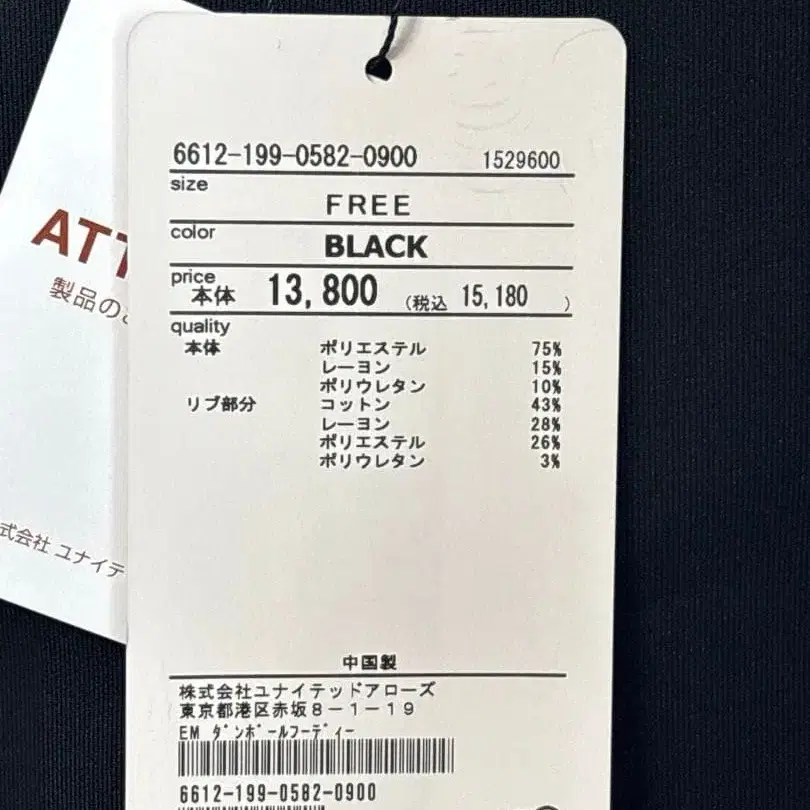 6612-199-0582-0900 1529600
size
FREE
color
BLACK
price
本体 13,800 (税込 15,180 )
quality
本体 ポリエステル 75%
レーヨン 15%
ポリウレタン 10%
リブ部分 コットン 43%
レーヨン 28%
ポリエステル 26%
ポリウレタン 3%
中国製
株式会社ユナイテッドアローズ
東京都港区赤坂8-1-19
EM ダンボールフーディー
6612-199-0582-0900
ATT
製品の
式会社 ユナイテ